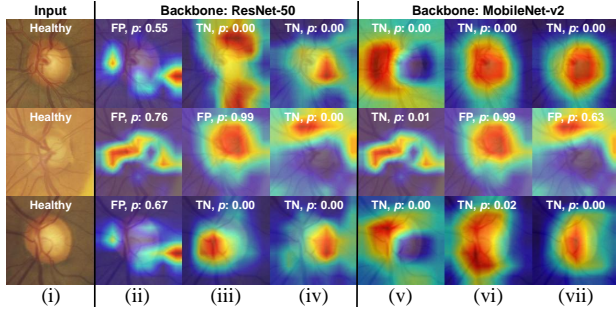 Input Backbone: ResNet-50 Backbone: MobileNet-v2
Healthy FP, p: 0.55 TN, p: 0.00 TN, p: 0.00 TN, p: 0.00 TN, p: 0.00 TN, p: 0.00
Healthy FP, p: 0.76 FP, p: 0.99 TN, p: 0.00 TN, p: 0.01 FP, p: 0.99 FP, p: 0.63
Healthy FP, p: 0.67 TN, p: 0.00 TN, p: 0.00 TN, p: 0.00 TN, p: 0.02 TN, p: 0.00
(i) (ii) (iii) (iv) (v) (vi) (vii)